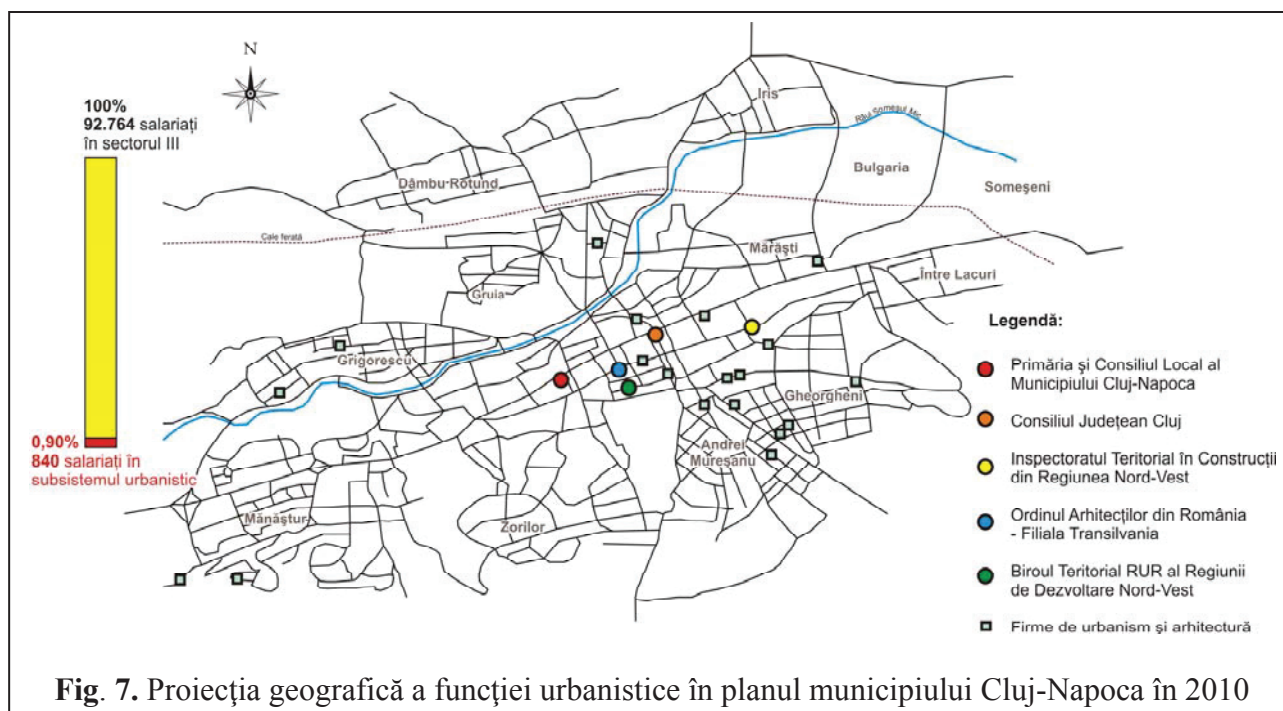 N
100%
92.764 salariați
în sectorul III
0,90%
840 salariați în
subsistemul urbanistic
Iris
Râul Someșul Mic
Bulgaria
Someșeni
Dâmbu Rotund
Cale ferată
Mărăști
Între Lacuri
Gruia
Grigorescu
Gheorgheni
Andrei
Mureșanu
Mănăștur
Zorilor
Legendă:
Primăria și Consiliul Local al
Municipiului Cluj-Napoca
Consiliul Județean Cluj
Inspectoratul Teritorial în Construcții
din Regiunea Nord-Vest
Ordinul Arhitecților din România
- Filiala Transilvania
Biroul Teritorial RUR al Regiunii
de Dezvoltare Nord-Vest
Firme de urbanism și arhitectură
Fig. 7. Proiecţia geografică a funcţiei urbanistice în planul municipiului Cluj-Napoca în 2010